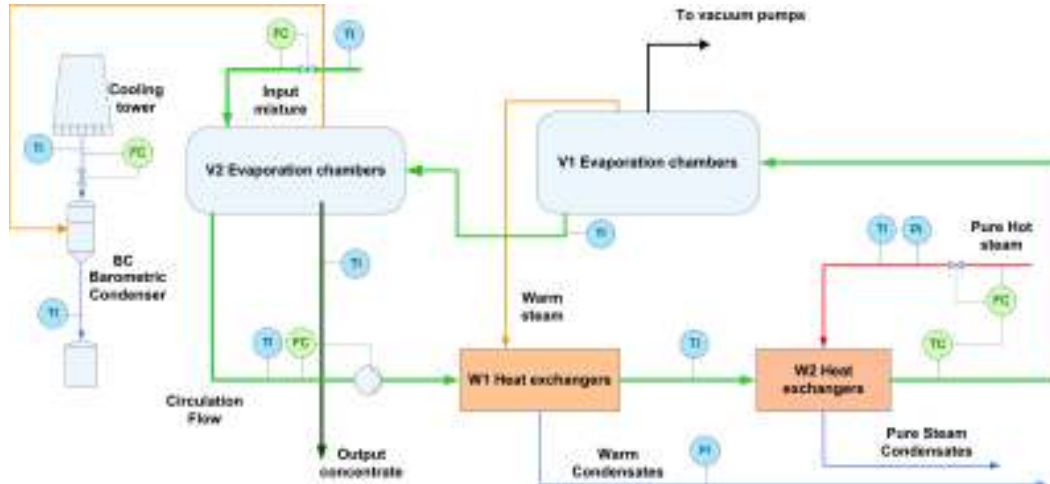 To vacuum pumps
FC
TI
Cooling
tower
Input
mixture
TI
FC
V2 Evaporation chambers
V1 Evaporation chambers
TI
TI
PI
Pure Hot
steam
BC
Barometric
Condenser
TI
TI
Warm
steam
FC
TI
FC
TI
TC
W1 Heat exchangers
W2 Heat
exchangers
Circulation
Flow
Output
concentrate
Warm
Condensates
PI
Pure Steam
Condensates